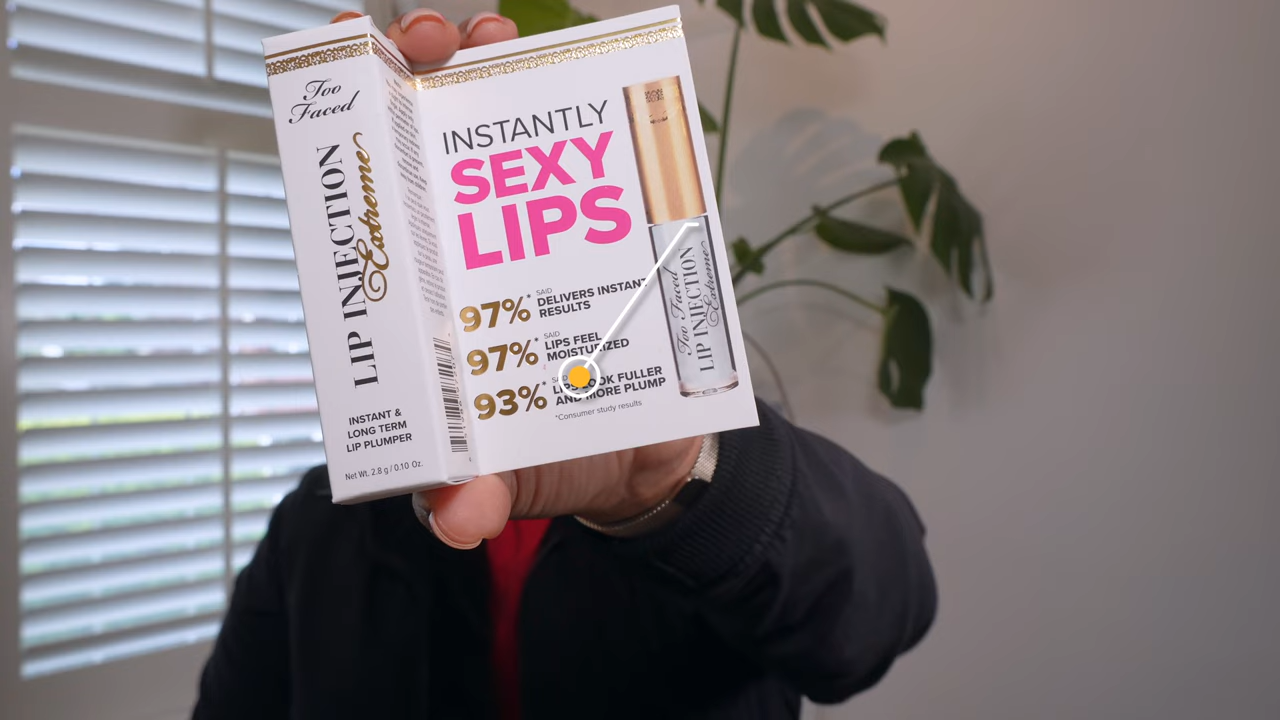 Too
Faced
LIP INJECTION
Extreme
INSTANT &
LONG TERM
LIP PLUMPER
Net Wt. 2.8 g / 0.10 Oz.
INSTANTLY
SEXY
LIPS
97%* SAID
DELIVERS INSTANT
RESULTS
97%* SAID
LIPS FEEL
MOISTURIZED
93%*
LIPS LOOK FULLER
AND MORE PLUMP
*Consumer study results
Too Faced
LIP INJECTION
Extreme